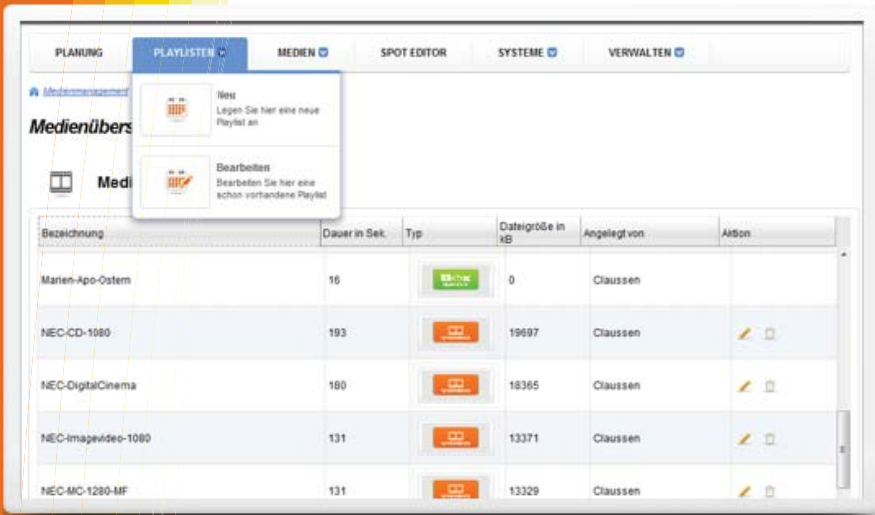 PLANUNG PLAYLISTEN MEDIEN SPOT EDITOR SYSTEME VERWALTEN
Medienmanagement
Neu
Legen Sie hier eine neue
Playlist an
Medienübers
Bearbeiten
Bearbeiten Sie hier eine
schon vorhandene Playlist
Medi
Bezeichnung Dauer in Sek. Typ Dateigröße in kB Angelegt von Aktion
Marien-Apo-Ostern 16 0 Claussen
NEC-CD-1080 193 19697 Claussen
NEC-DigitalCinema 180 18365 Claussen
NEC-Imagevideo-1080 131 13371 Claussen
NEC-MC-1280-MF 131 13329 Claussen